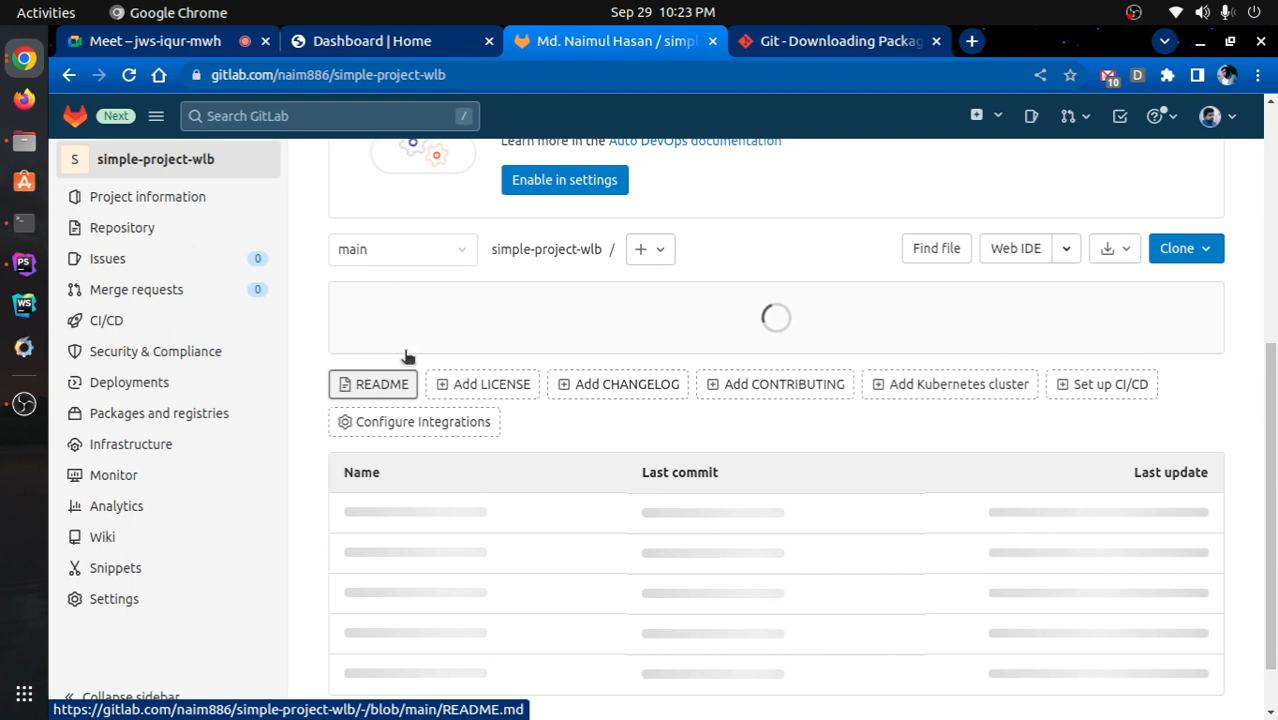 Activities Google Chrome Sep 29 10:23 PM
Meet – jws-iqur-mwh Dashboard | Home Md. Naimul Hasan / simpl Git - Downloading Packag
gitlab.com/naim886/simple-project-wlb 10 D
Next Search GitLab /
S simple-project-wlb
Learn more in the Auto DevOps documentation
Enable in settings
Project information
Repository
Issues 0
Merge requests 0
CI/CD
Security & Compliance
Deployments
Packages and registries
Infrastructure
Monitor
Analytics
Wiki
Snippets
Settings
Collapse sidebar
main simple-project-wlb / + Find file Web IDE Clone
README Add LICENSE Add CHANGELOG Add CONTRIBUTING Add Kubernetes cluster Set up CI/CD
Configure Integrations
Name Last commit Last update
https://gitlab.com/naim886/simple-project-wlb/-/blob/main/README.md